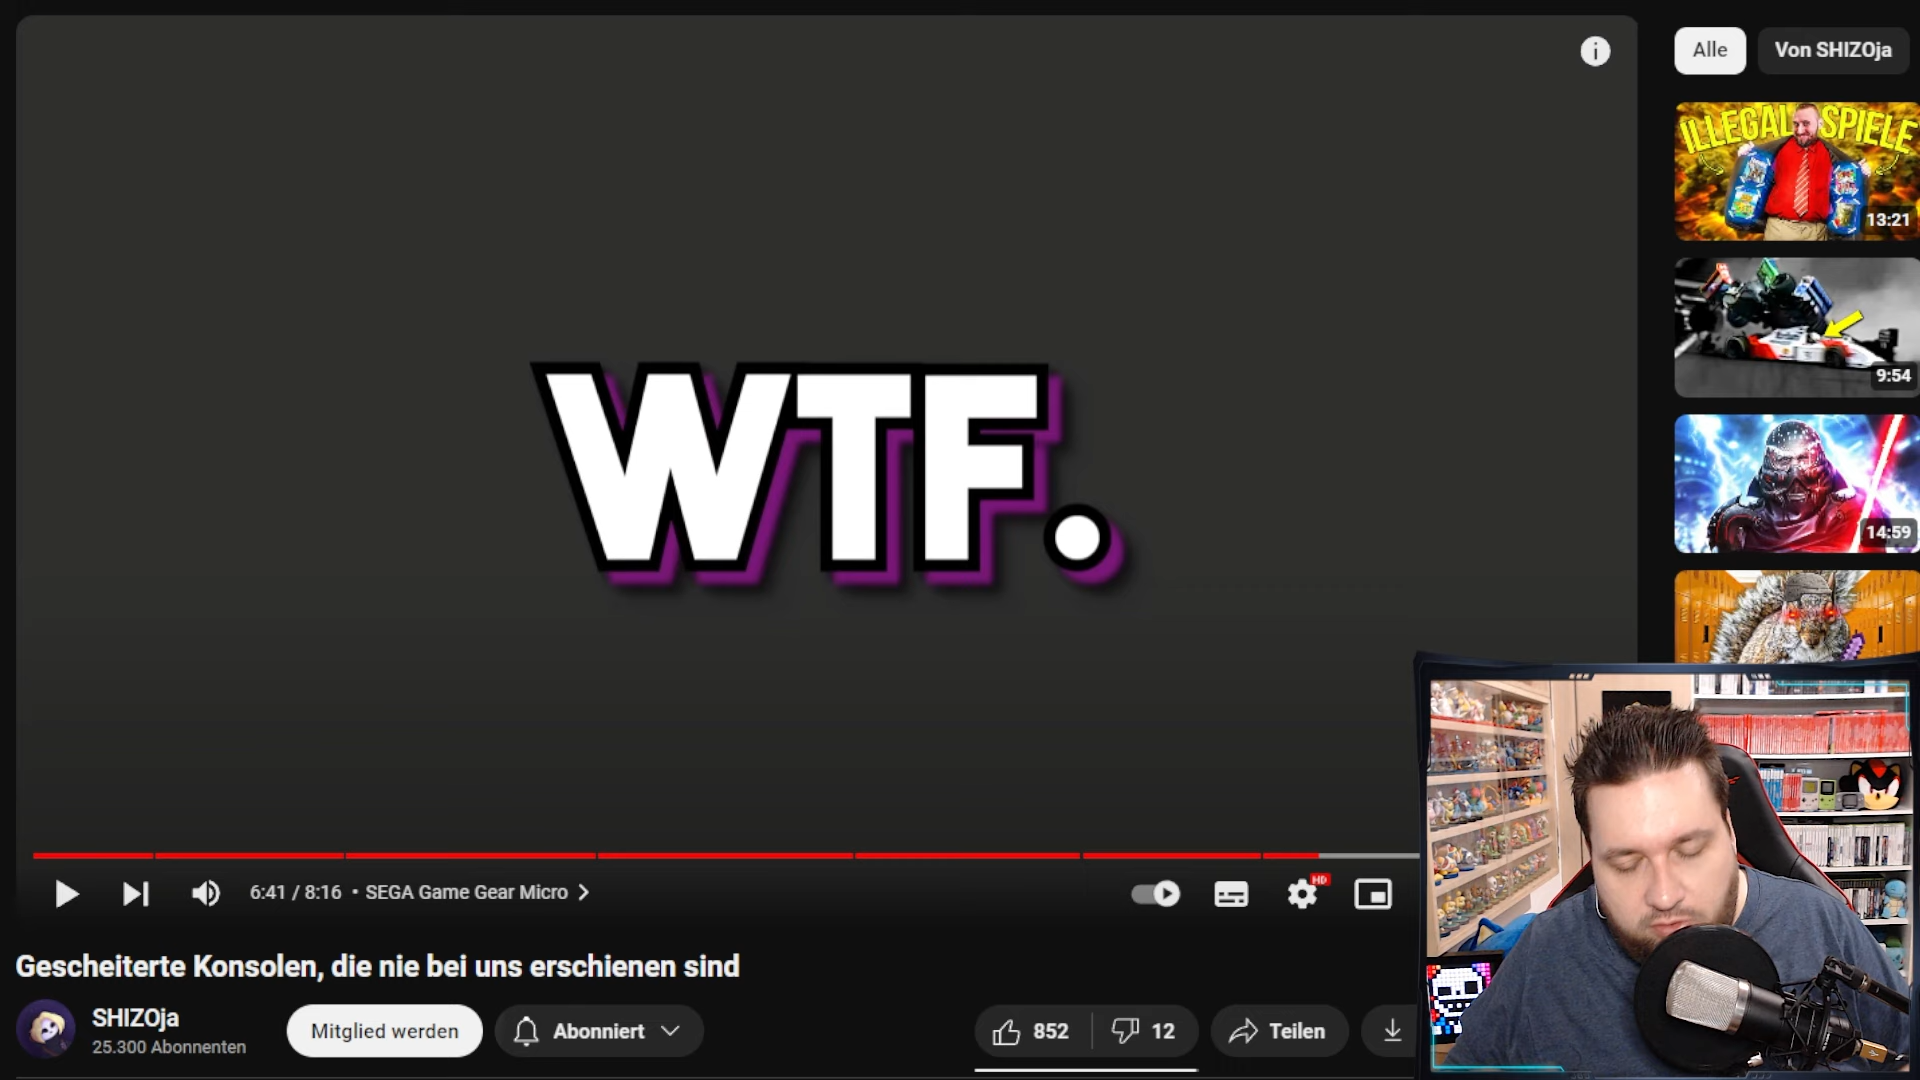 Alle
Von SHIZOja
ILLEGAL SPIELE
13:21
9:54
14:59
WTF.
6:41 / 8:16 • SEGA Game Gear Micro
HD
Gescheiterte Konsolen, die nie bei uns erschienen sind
SHIZOja
25.300 Abonnenten
Mitglied werden
Abonniert
852
12
Teilen